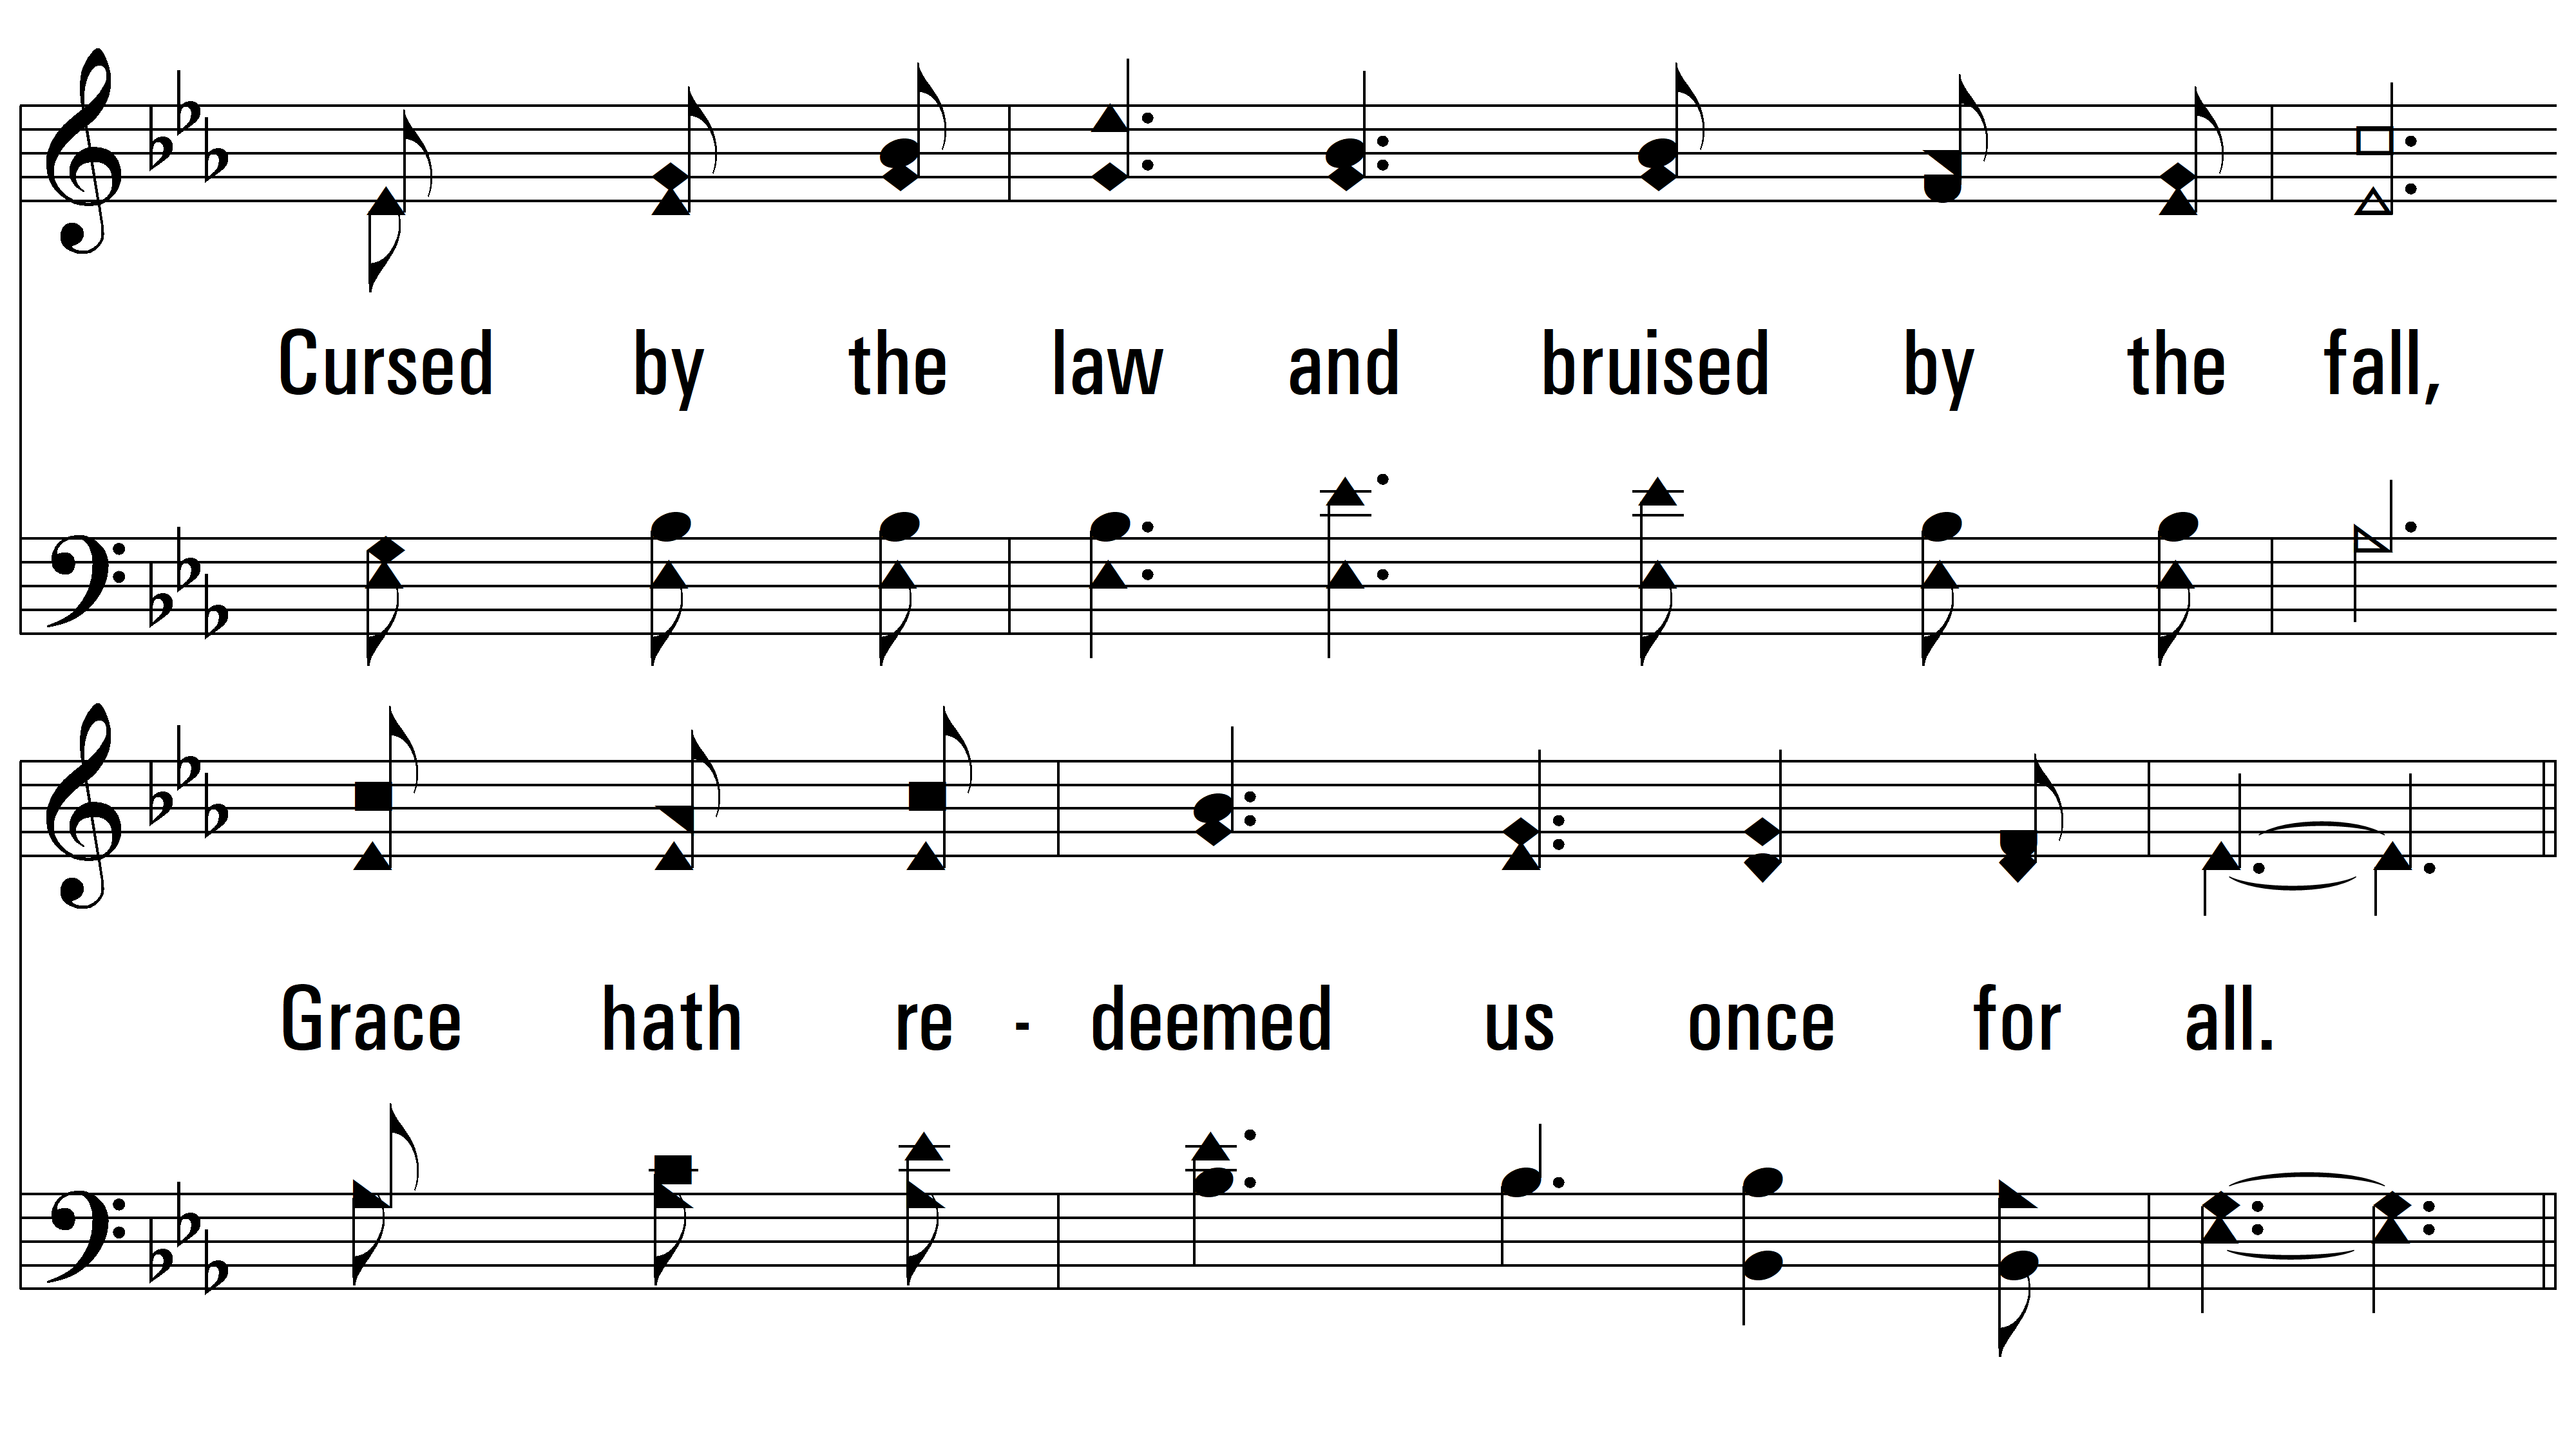 Cursed by the law and bruised by the fall,
Grace hath re - deemed us once for all.